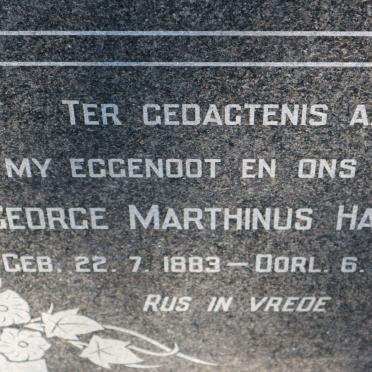 TER GEDAGTENIS A
MY EGGENOOT EN ONS
GEORGE MARTHINUS HA
GEB. 22. 7. 1883 — OORL. 6.
RUS IN VREDE